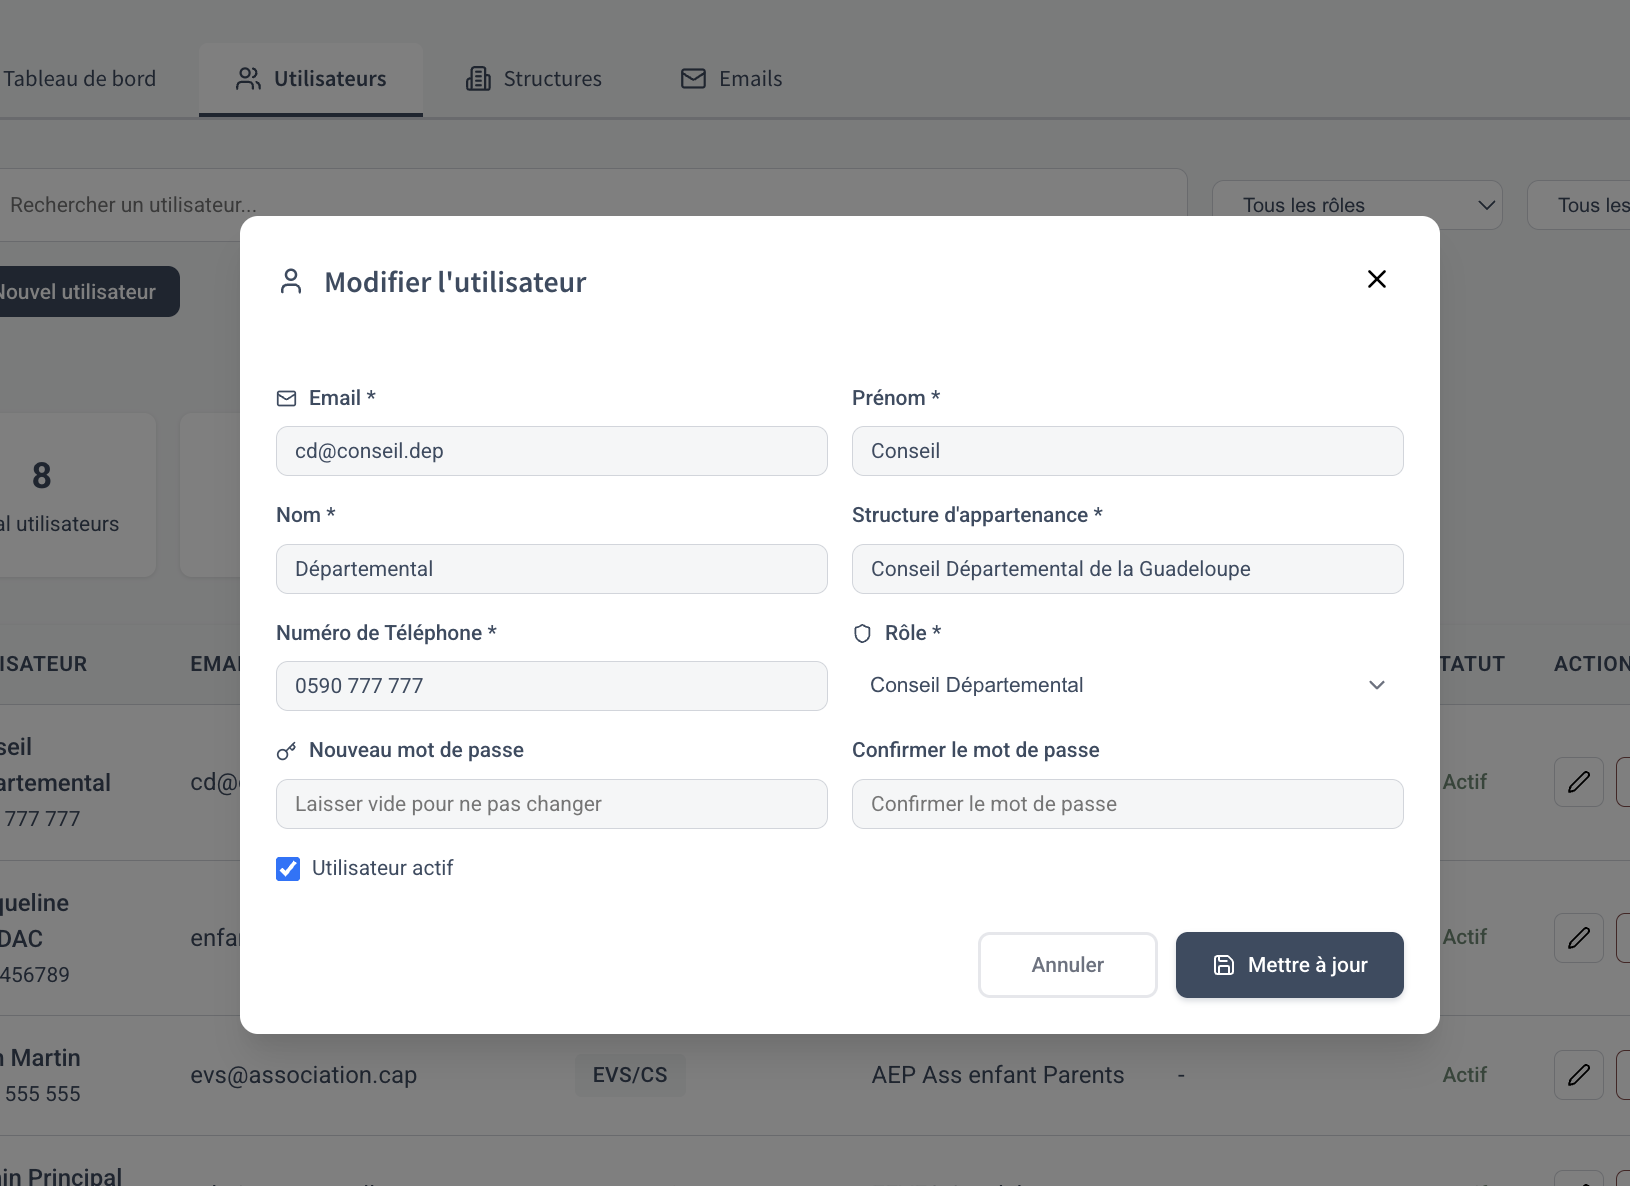 Tableau de bord
Utilisateurs
Structures
Emails
Rechercher un utilisateur...
Tous les rôles
Tous les
Nouvel utilisateur
Modifier l'utilisateur
Email *
cd@conseil.dep
Prénom *
Conseil
Nom *
Départemental
Structure d'appartenance *
Conseil Départemental de la Guadeloupe
Numéro de Téléphone *
0590 777 777
Rôle *
Conseil Départemental
Nouveau mot de passe
Laisser vide pour ne pas changer
Confirmer le mot de passe
Confirmer le mot de passe
Utilisateur actif
Annuler
Mettre à jour
8
al utilisateurs
ISATEUR
EMAI
TATUT
ACTION
seil
artemental
777 777
cd@
Actif
queline
DAC
456789
enfa
Actif
Martin
555 555
evs@association.cap
EVS/CS
AEP Ass enfant Parents
-
Actif
in Principal